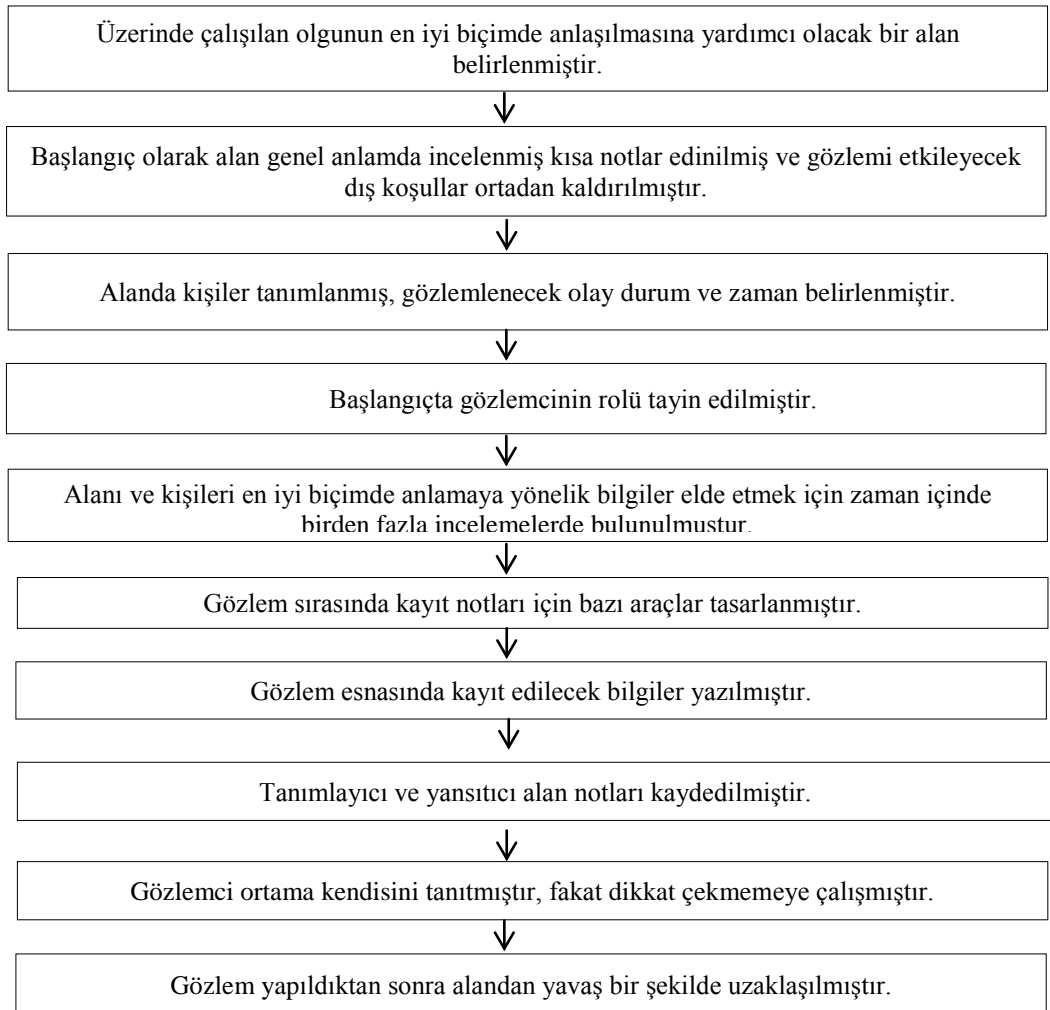 Üzerinde çalışılan olgunun en iyi biçimde anlaşılmasına yardımcı olacak bir alan
belirlenmiştir.
Başlangıç olarak alan genel anlamda incelenmiş kısa notlar edinilmiş ve gözlemi etkileyecek
dış koşullar ortadan kaldırılmıştır.
Alanda kişiler tanımlanmış, gözlemlenecek olay durum ve zaman belirlenmiştir.
Başlangıçta gözlemcinin rolü tayin edilmiştir.
Alanı ve kişileri en iyi biçimde anlamaya yönelik bilgiler elde etmek için zaman içinde
birden fazla incelemelerde bulunulmuştur.
Gözlem sırasında kayıt notları için bazı araçlar tasarlanmıştır.
Gözlem esnasında kayıt edilecek bilgiler yazılmıştır.
Tanımlayıcı ve yansıtıcı alan notları kaydedilmiştir.
Gözlemci ortama kendisini tanıtmıştır, fakat dikkat çekmemeye çalışmıştır.
Gözlem yapıldıktan sonra alandan yavaş bir şekilde uzaklaşılmıştır.